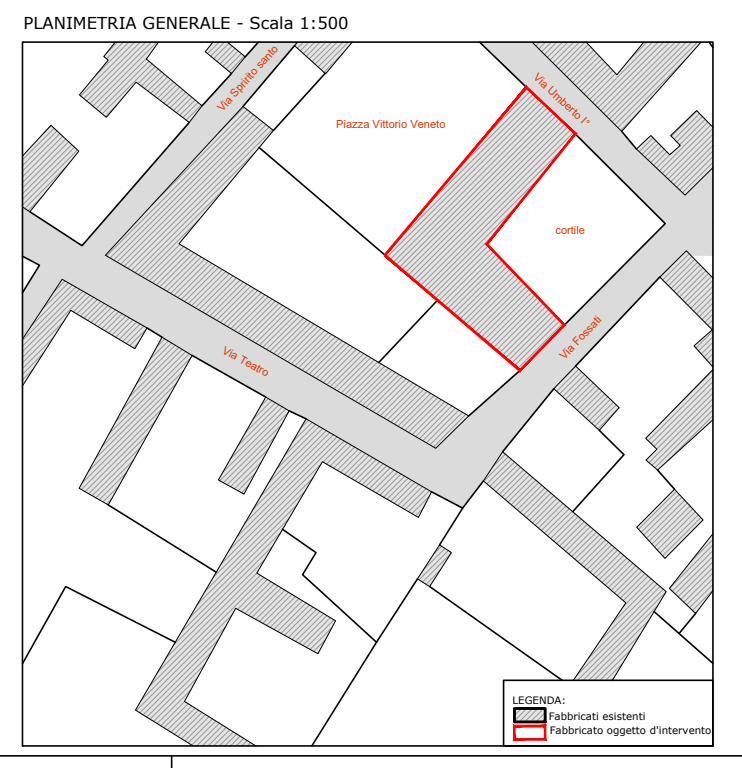 PLANIMETRIA GENERALE - Scala 1:500
Via Spririto santo
Via Umberto I°
Piazza Vittorio Veneto
cortile
Via Fossati
Via Teatro
LEGENDA:
Fabbricati esistenti
Fabbricato oggetto d'intervento